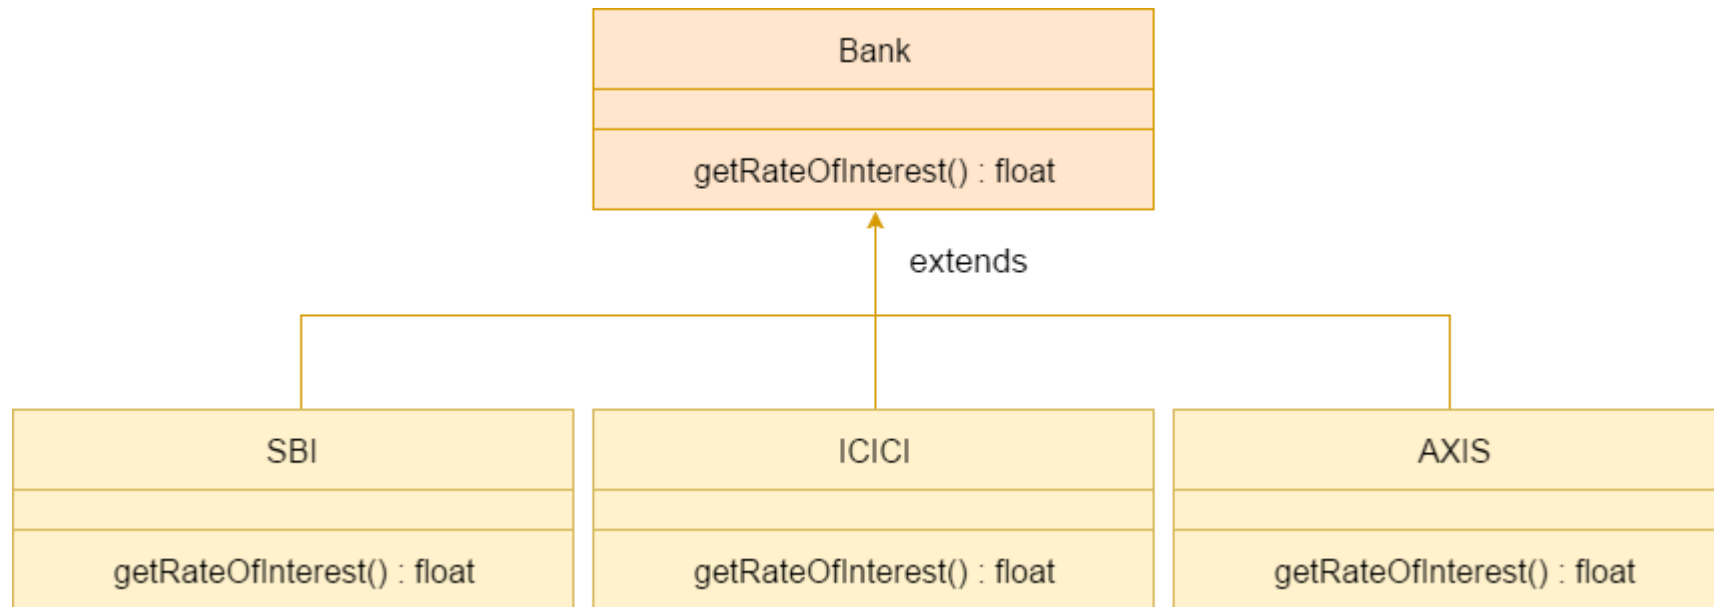 Bank
getRateOfInterest() : float
extends
SBI
ICICI
AXIS
getRateOfInterest() : float
getRateOfInterest() : float
getRateOfInterest() : float